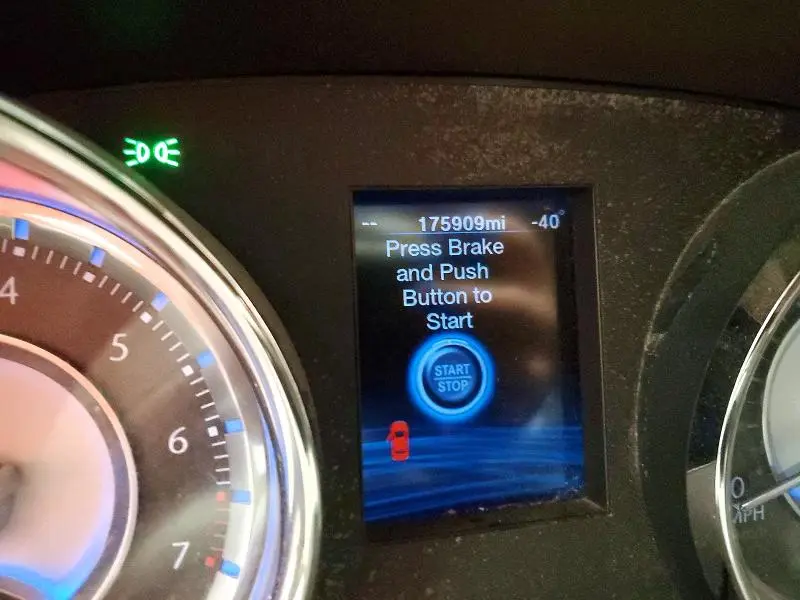 -- 175909mi -40°
Press Brake
and Push
Button to
Start
START
STOP
4
5
6
7
0
MPH